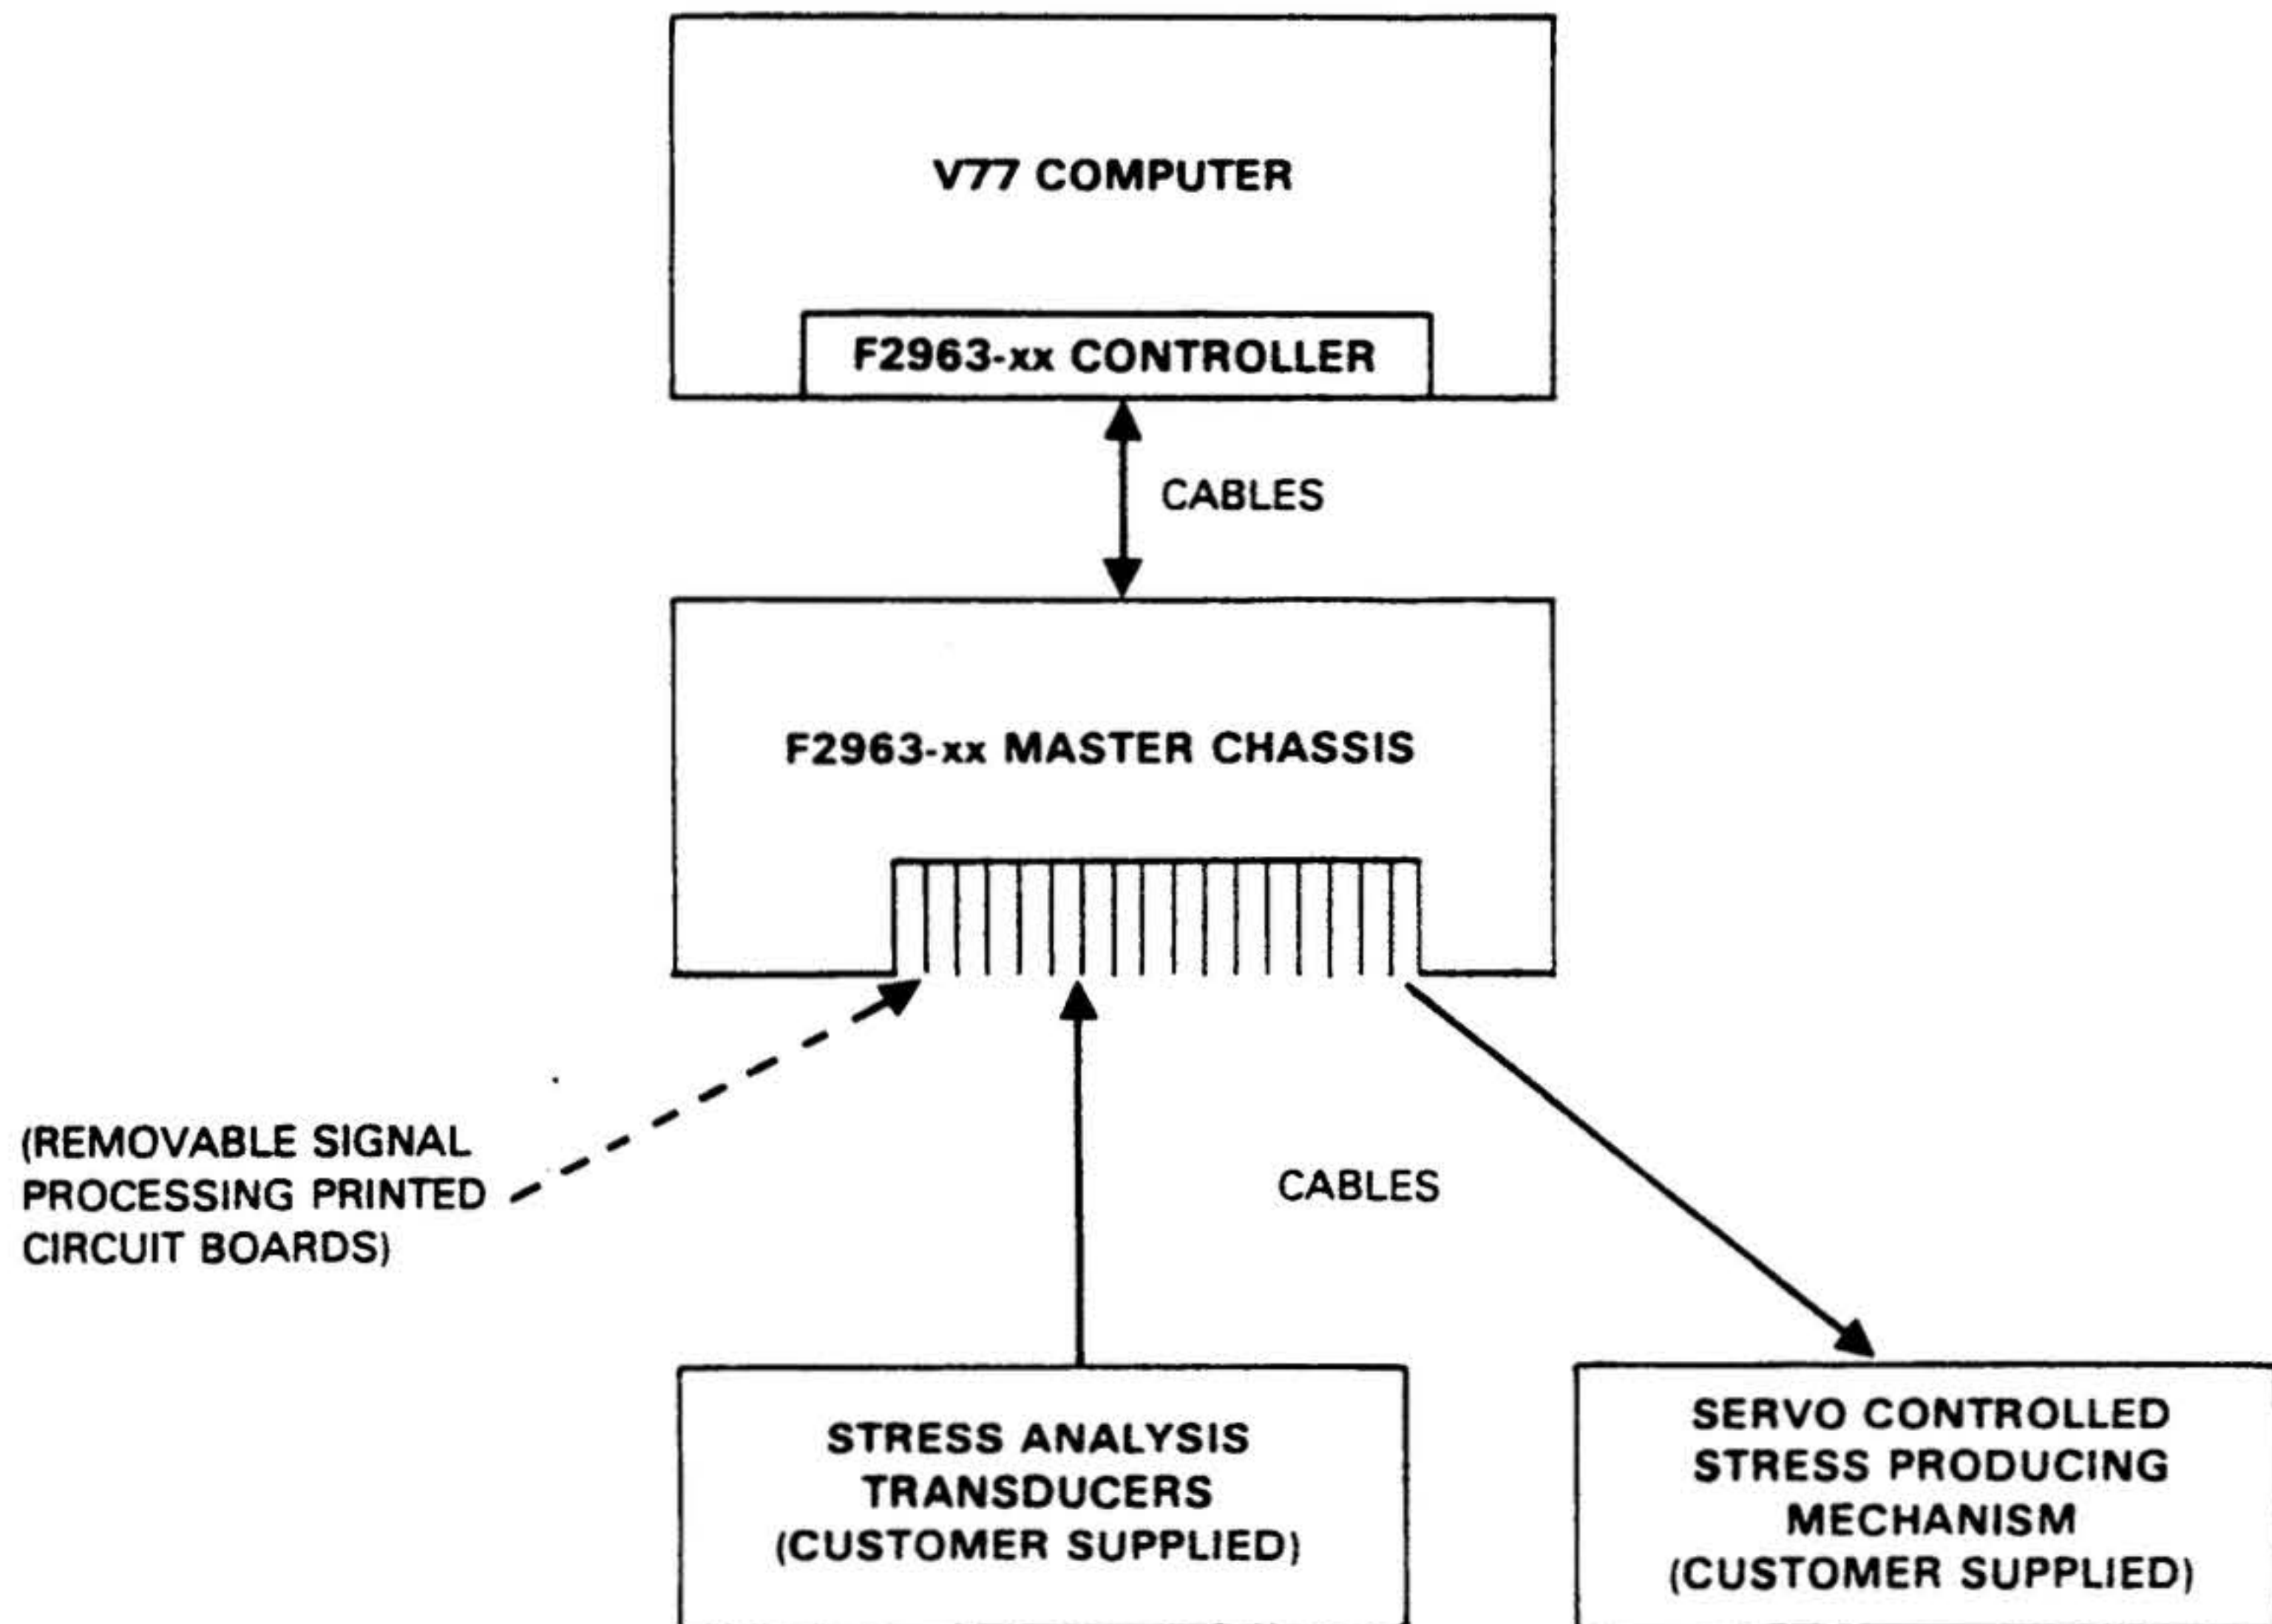 V77 COMPUTER
F2963-xx CONTROLLER
CABLES
F2963-xx MASTER CHASSIS
(REMOVABLE SIGNAL
PROCESSING PRINTED
CIRCUIT BOARDS)
CABLES
STRESS ANALYSIS
TRANSDUCERS
(CUSTOMER SUPPLIED)
SERVO CONTROLLED
STRESS PRODUCING
MECHANISM
(CUSTOMER SUPPLIED)